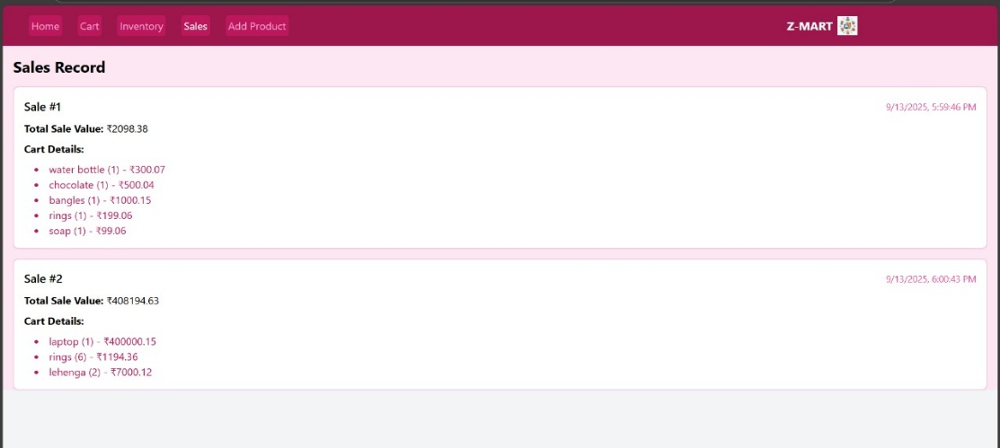 Home Cart Inventory Sales Add Product Z-MART
Sales Record
Sale #1 9/13/2025, 5:59:46 PM
Total Sale Value: ₹2098.38
Cart Details:
• water bottle (1) - ₹300.07
• chocolate (1) - ₹500.04
• bangles (1) - ₹1000.15
• rings (1) - ₹199.06
• soap (1) - ₹99.06
Sale #2 9/13/2025, 6:00:43 PM
Total Sale Value: ₹408194.63
Cart Details:
• laptop (1) - ₹400000.15
• rings (6) - ₹1194.36
• lehenga (2) - ₹7000.12